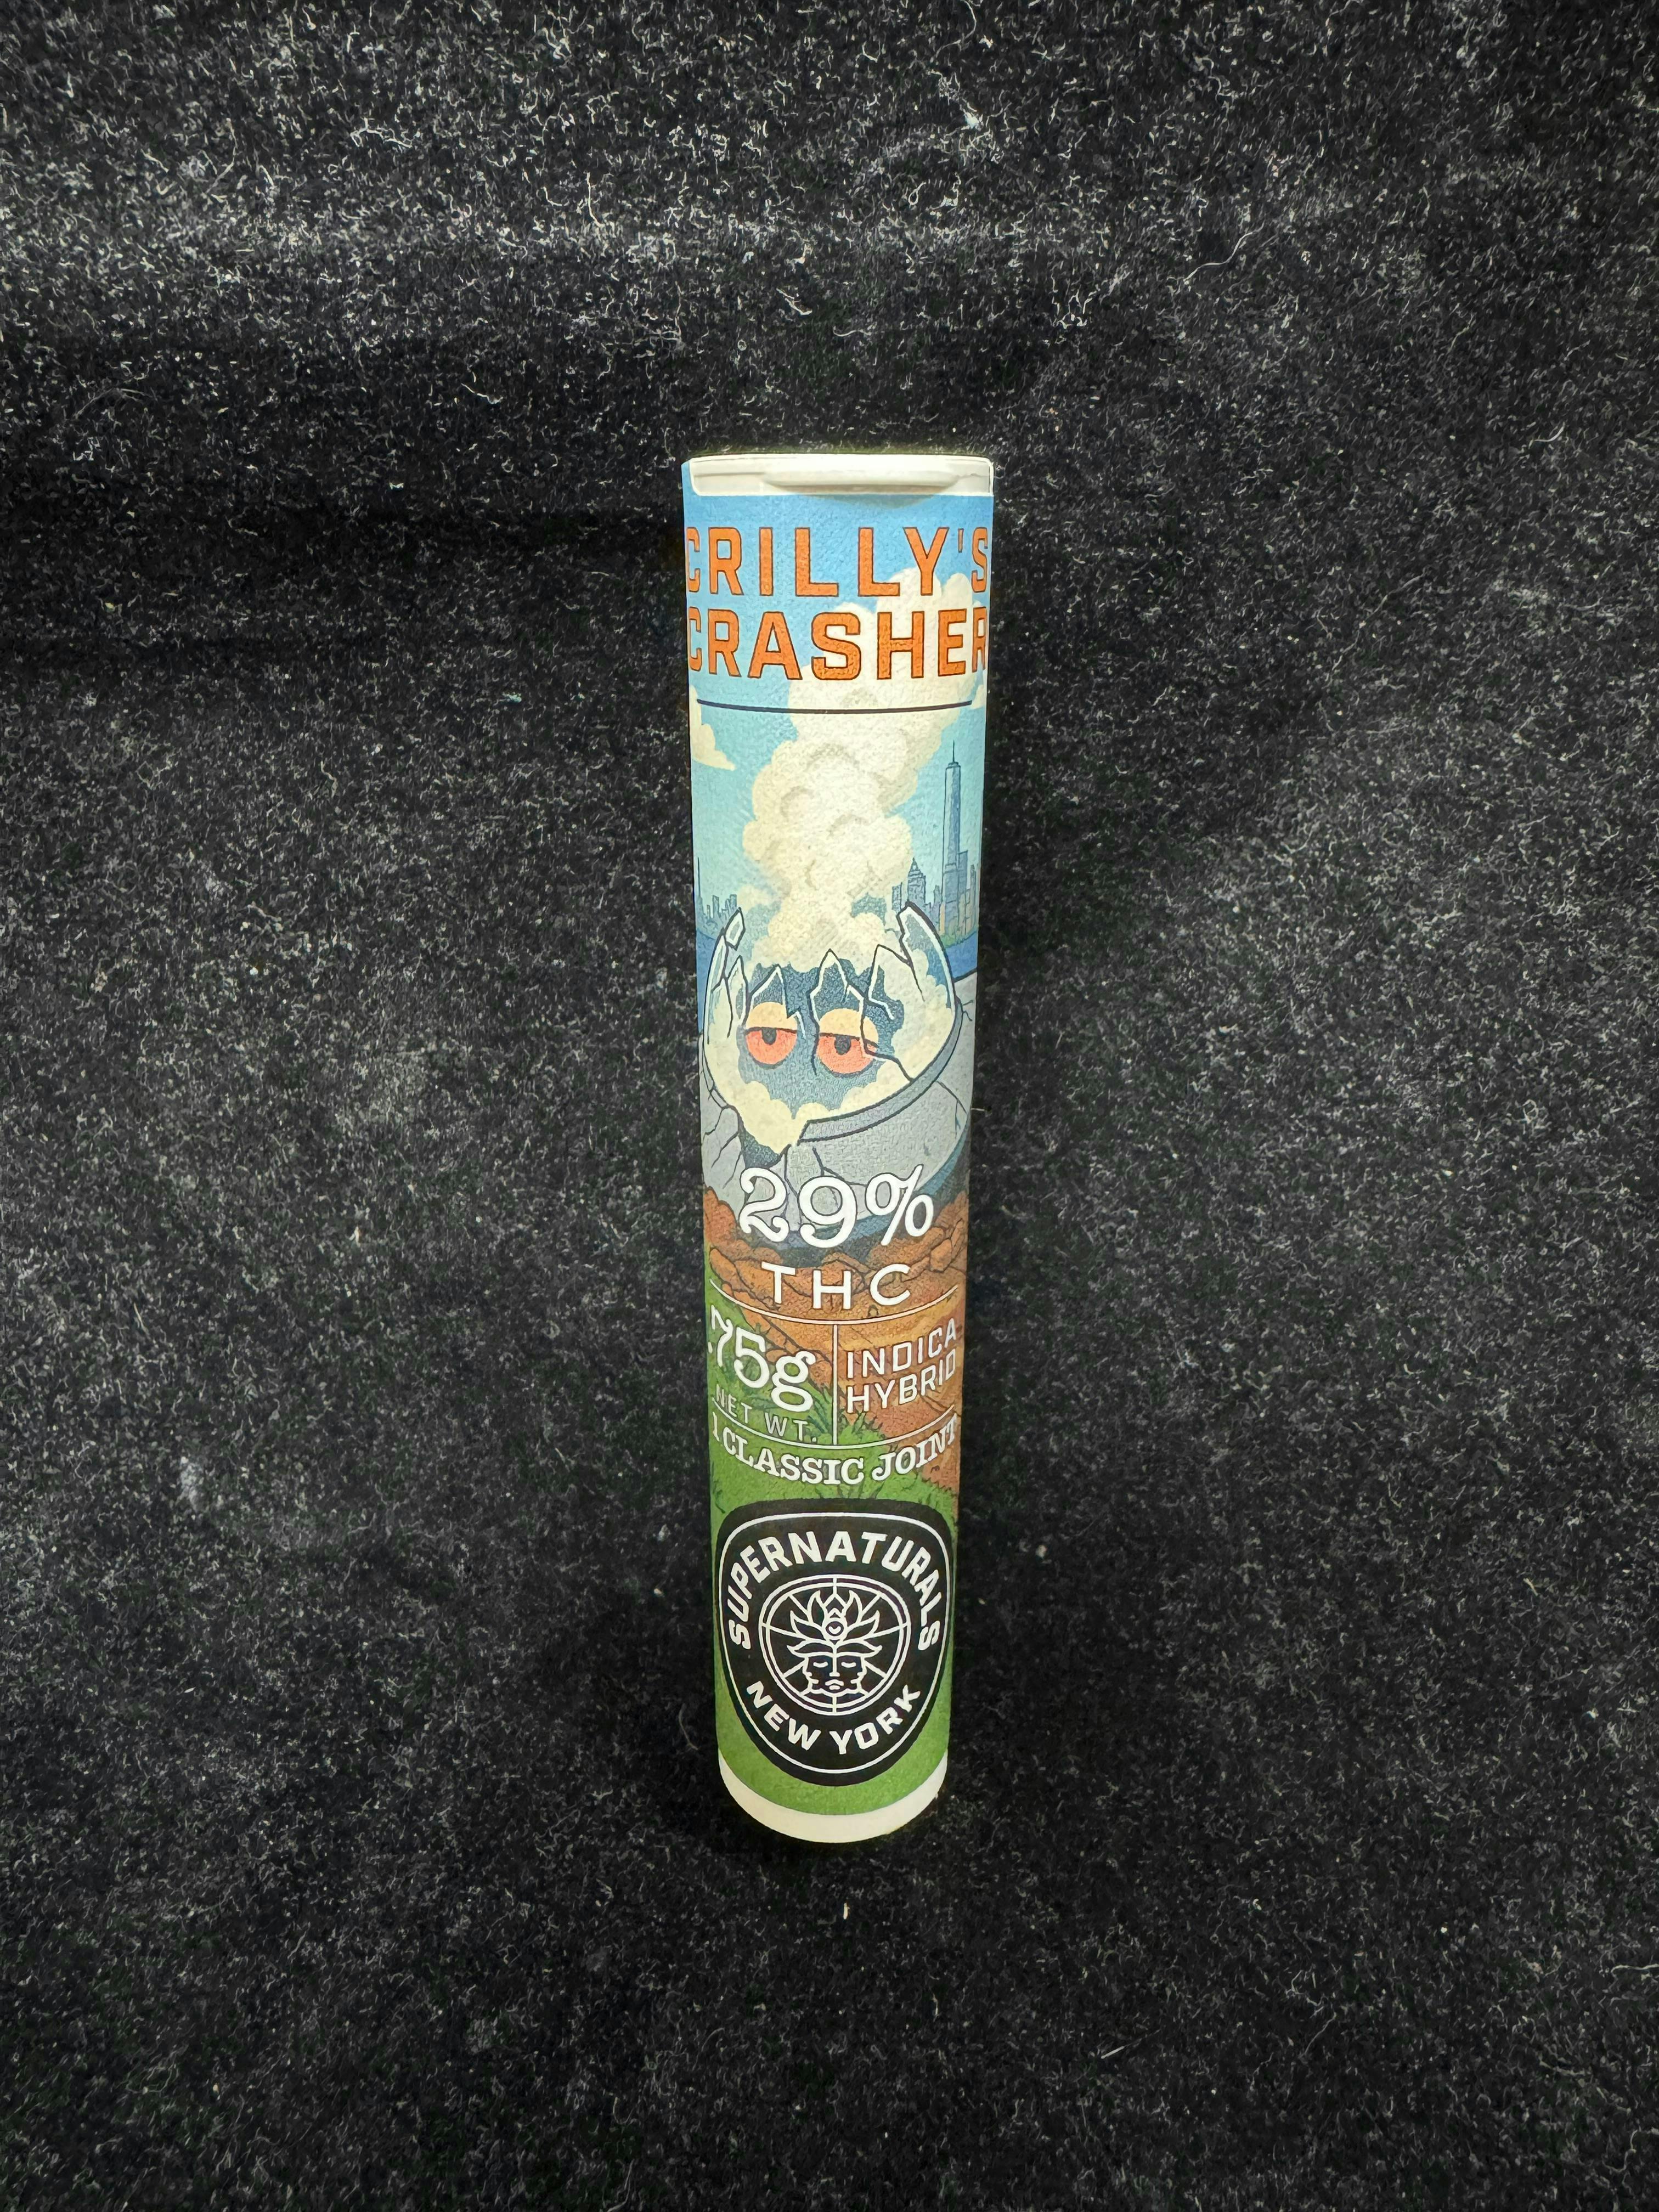 CRILLY'S
CRASHER
29%
THC
.75g
NET WT.
INDICA
HYBRID
1 CLASSIC JOINT
SUPERNATURALS
NEW YORK